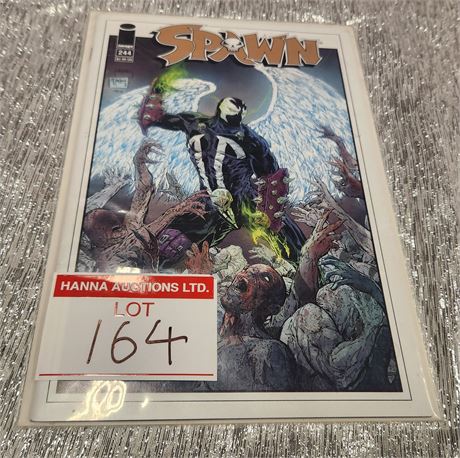 image
SPAWN
244
HANNA AUCTIONS LTD.
LOT
164